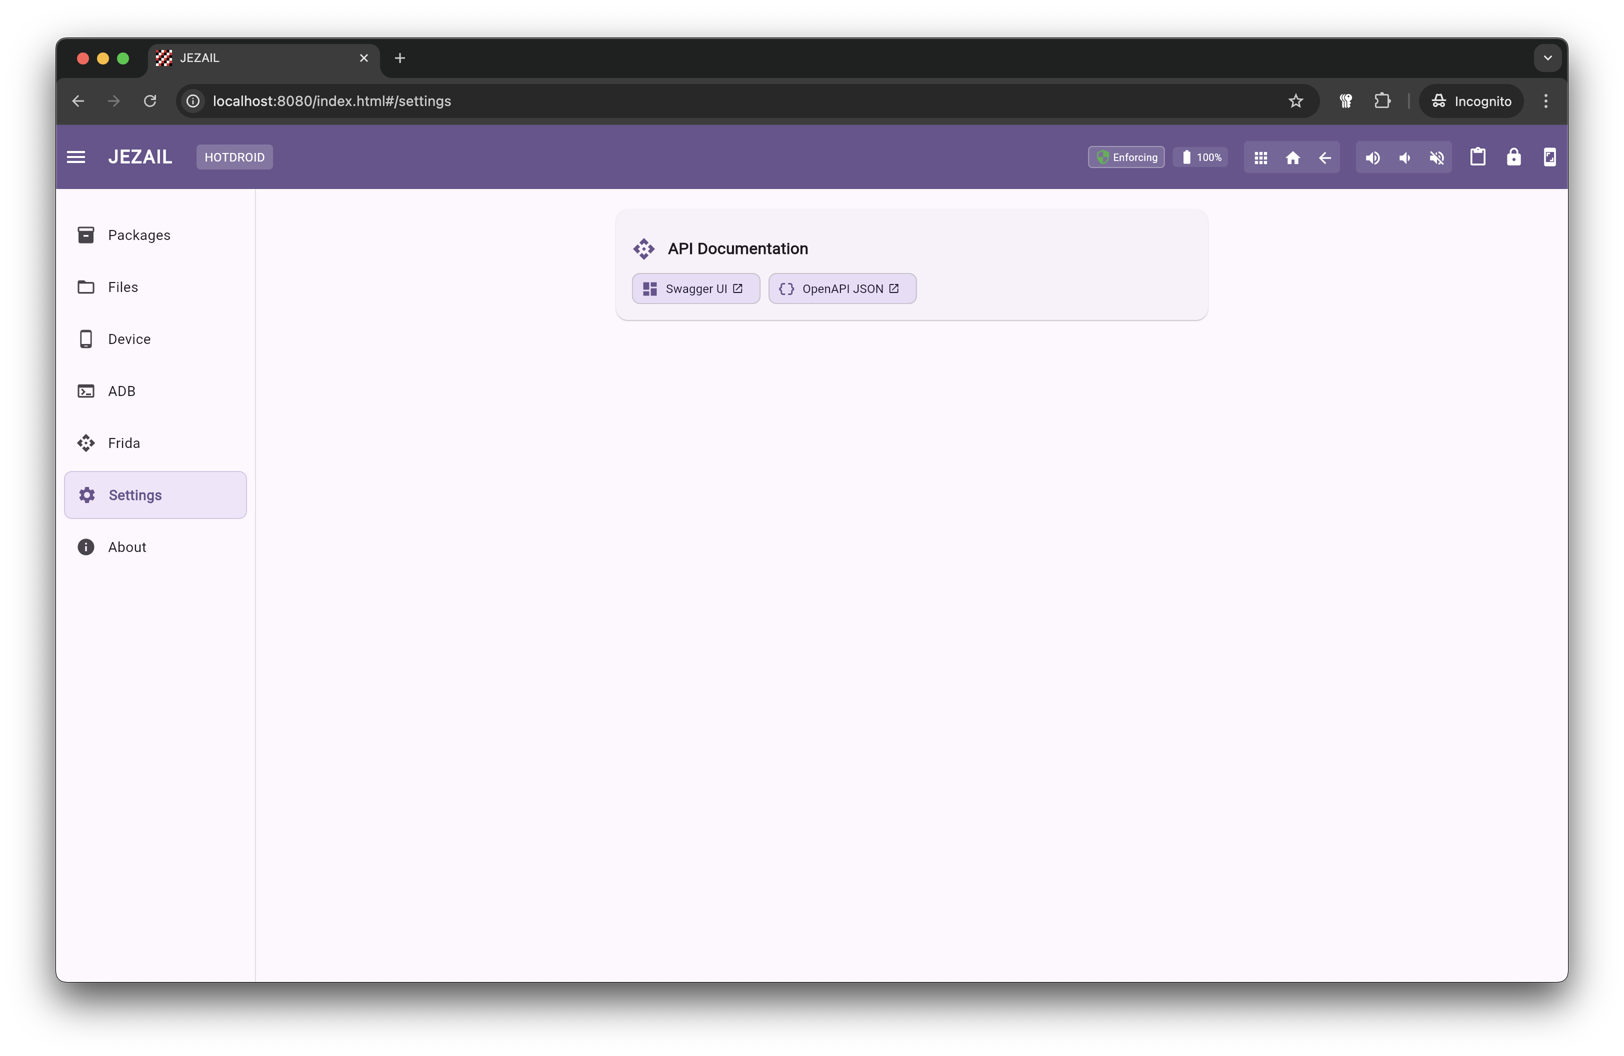 JEZAIL
localhost:8080/index.html#/settings
Incognito
JEZAIL
HOTDROID
Enforcing
100%
Packages
Files
Device
ADB
Frida
Settings
About
API Documentation
Swagger UI
OpenAPI JSON